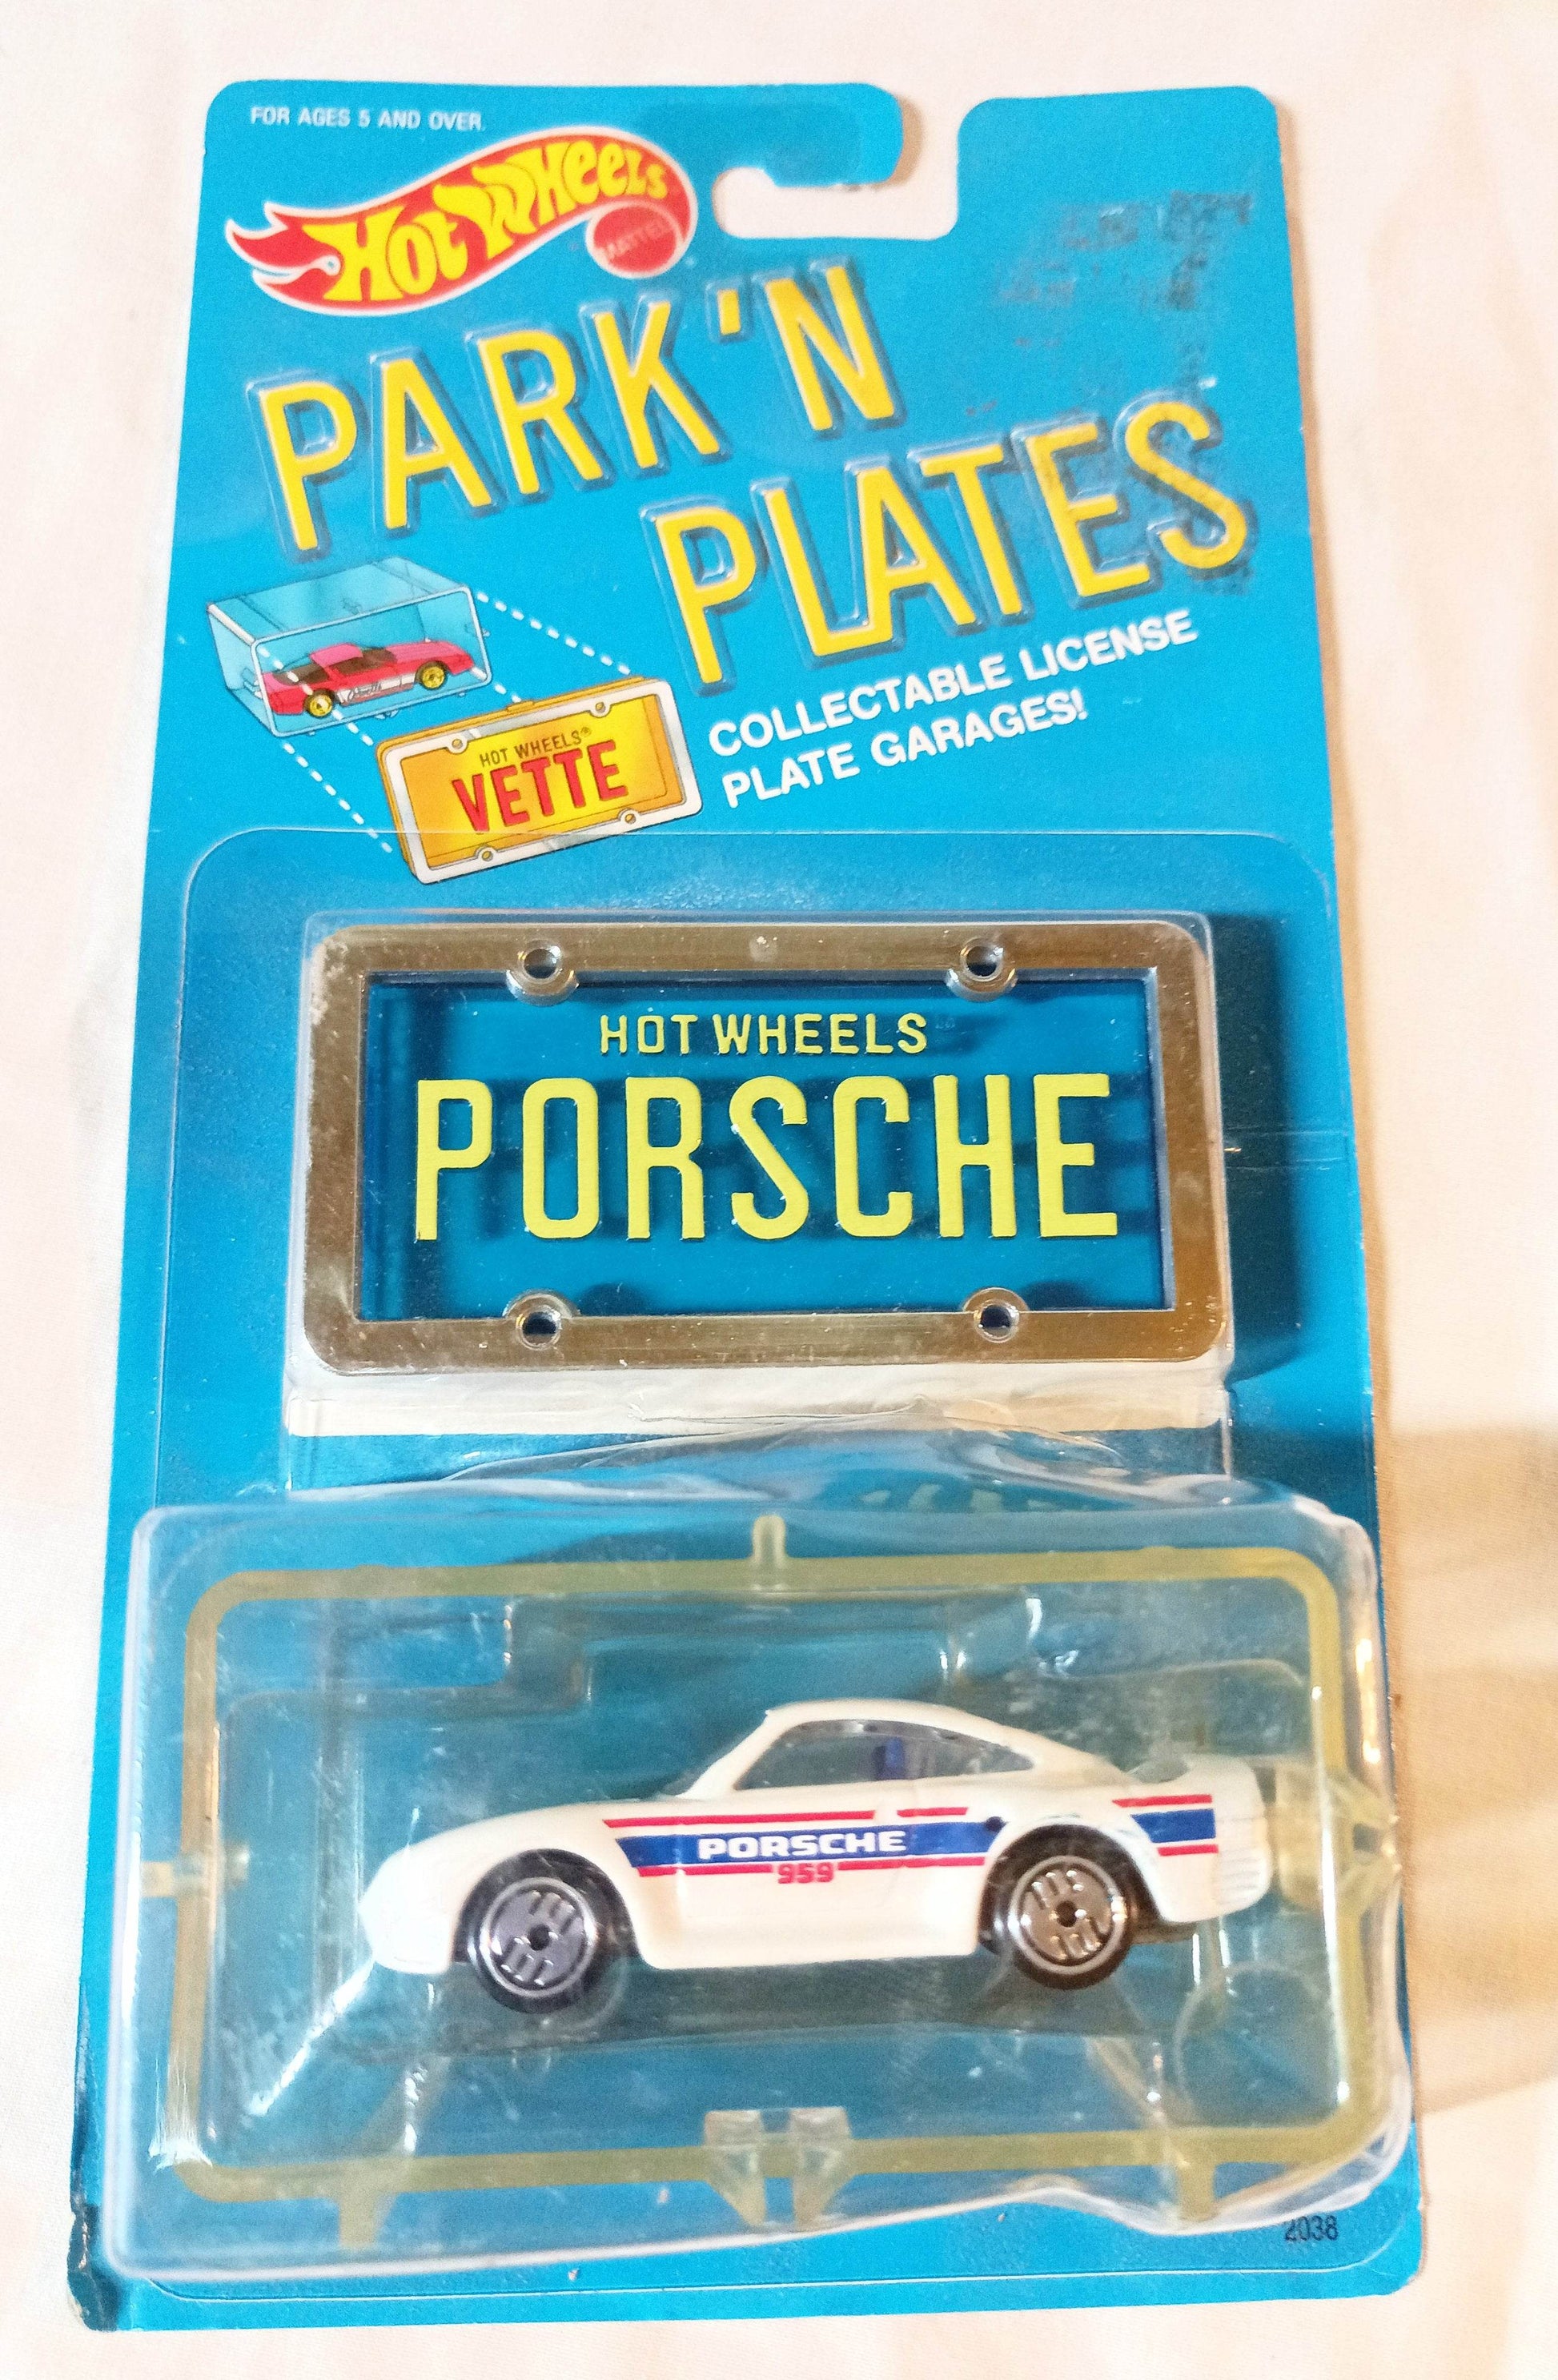 FOR AGES 5 AND OVER.
HOT WHEELS
MATTEL
PARK 'N
PLATES
COLLECTABLE LICENSE
PLATE GARAGES!
HOT WHEELS®
VETTE
HOT WHEELS
PORSCHE
PORSCHE
959
2038